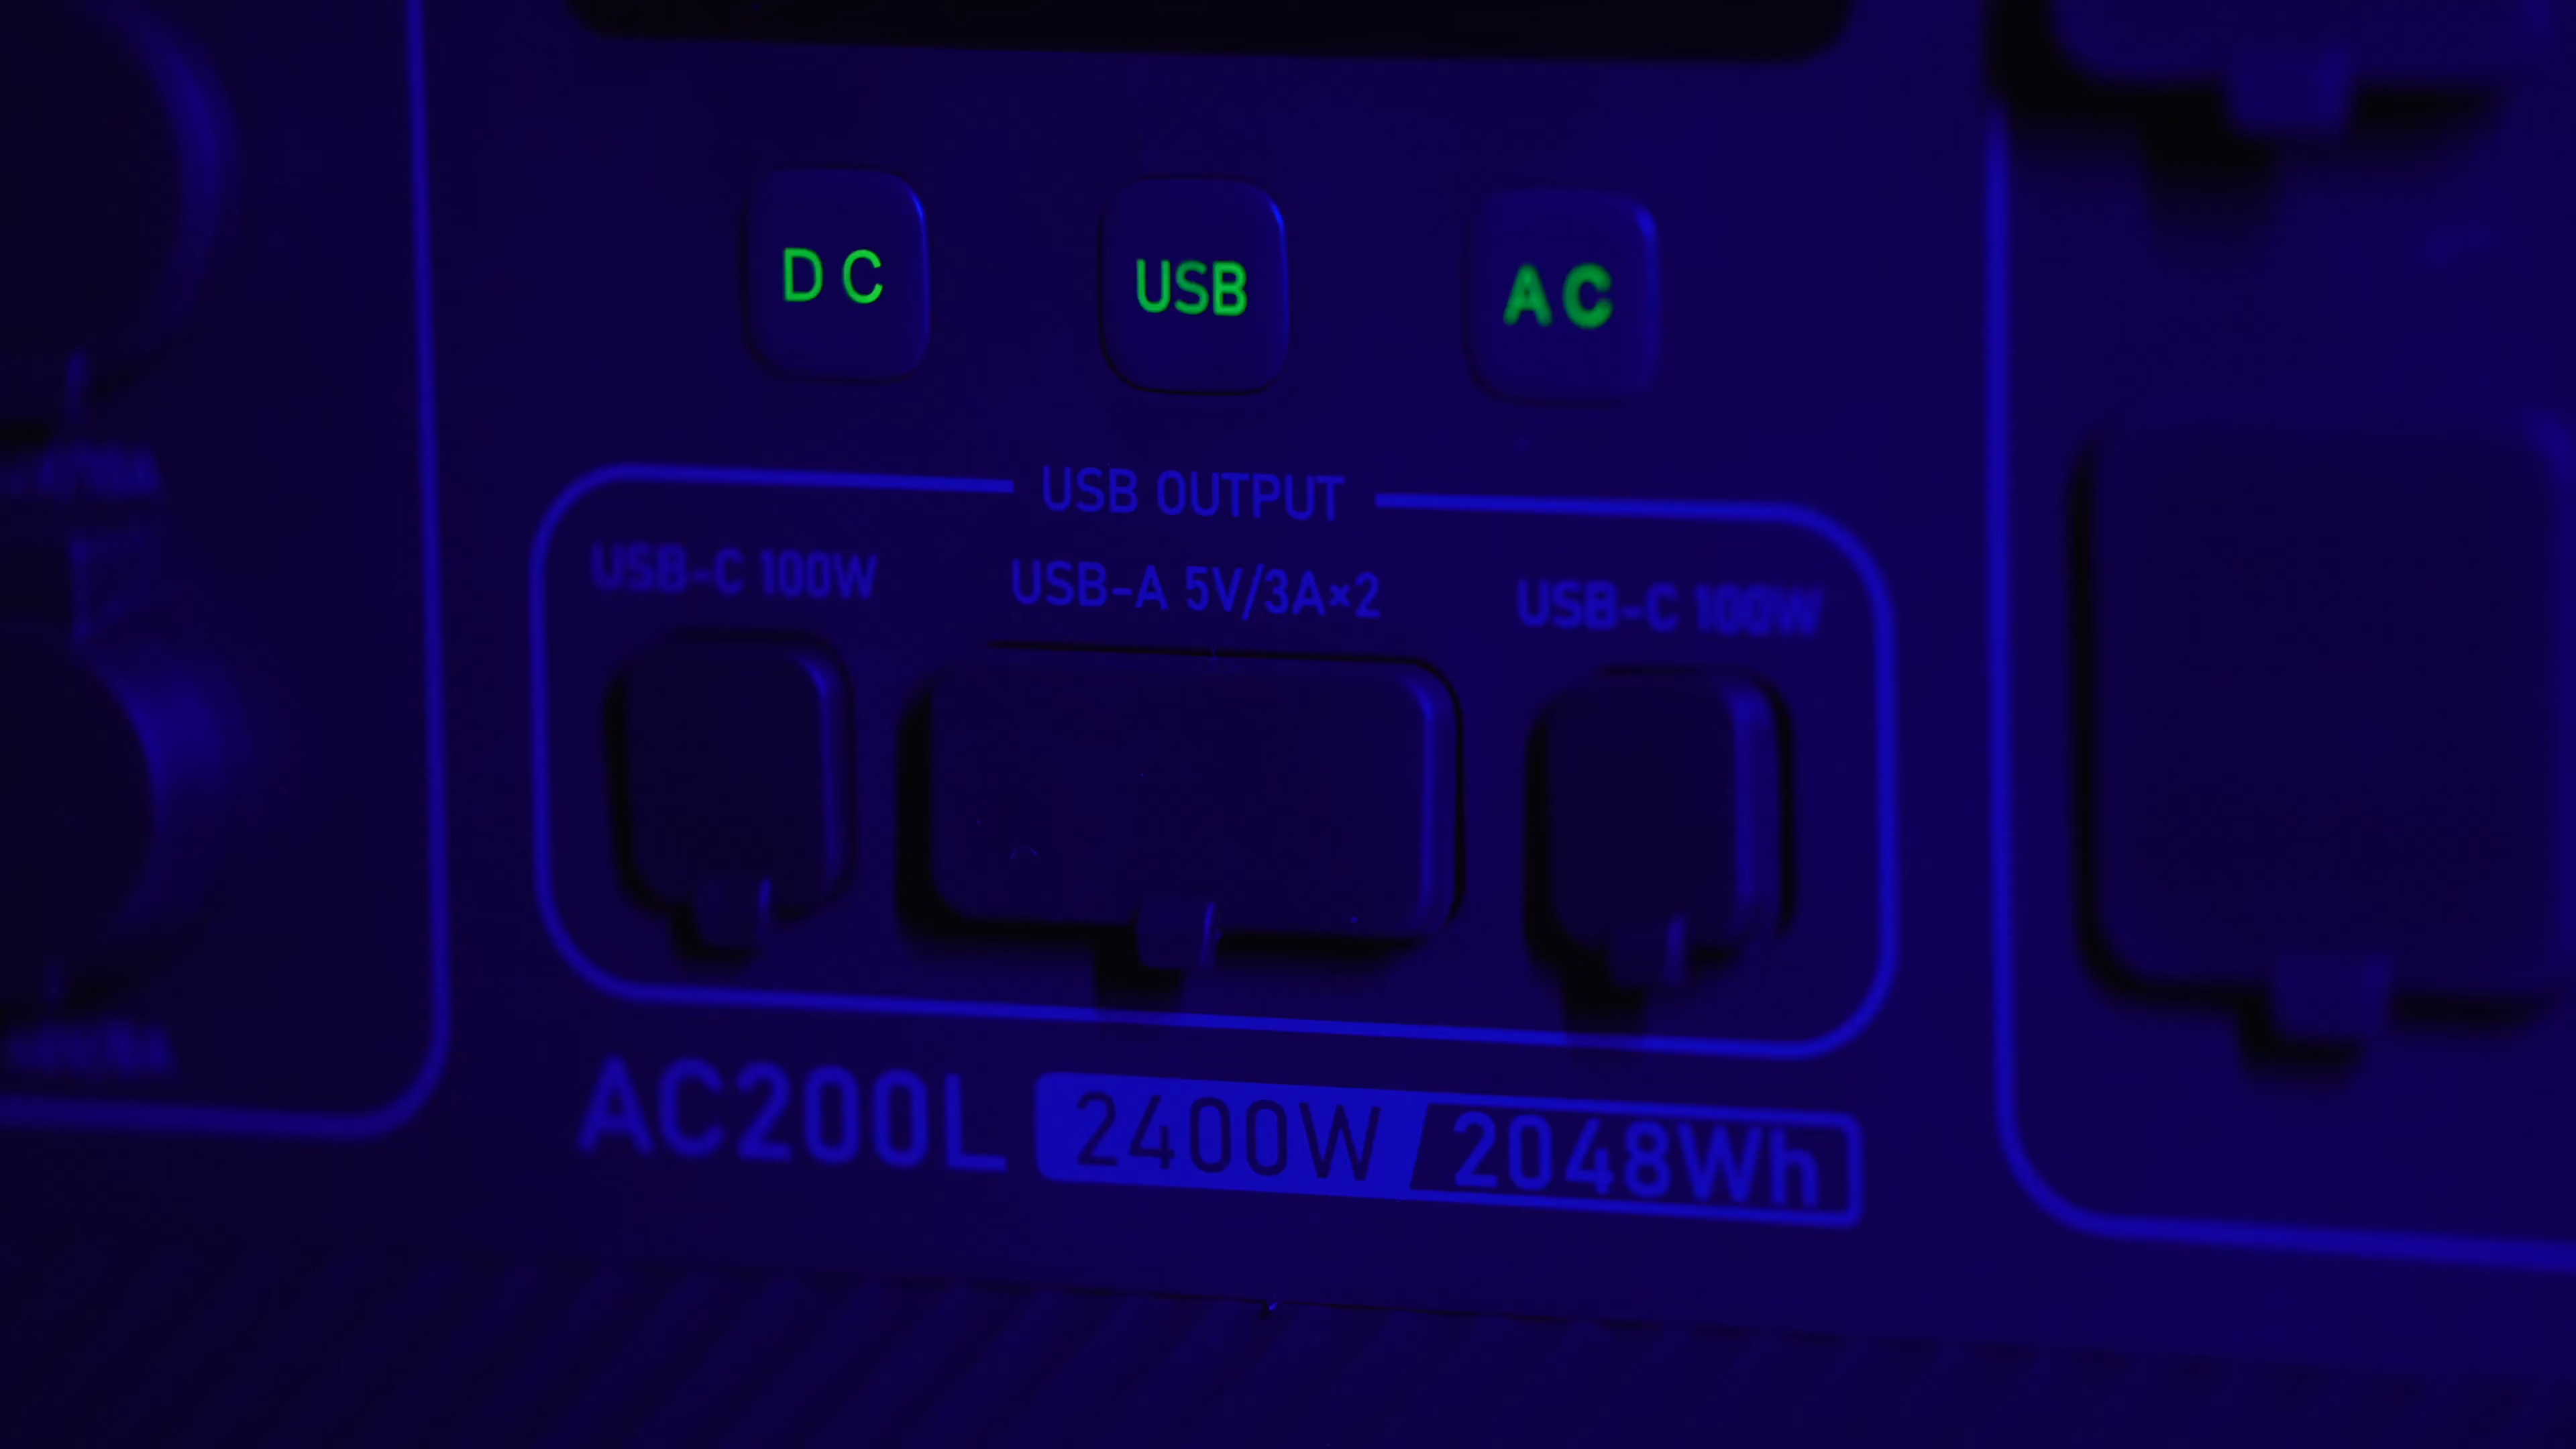 DC
USB
AC
USB OUTPUT
USB-C 100W
USB-A 5V/3A×2
USB-C 100W
AC200L 2400W 2048Wh